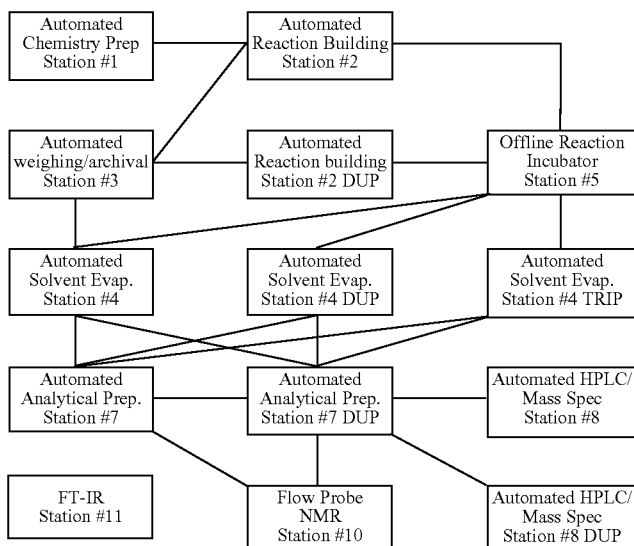 Automated
Chemistry Prep
Station #1
Automated
Reaction Building
Station #2
Automated
weighing/archival
Station #3
Automated
Reaction building
Station #2 DUP
Offline Reaction
Incubator
Station #5
Automated
Solvent Evap.
Station #4
Automated
Solvent Evap.
Station #4 DUP
Automated
Solvent Evap.
Station #4 TRIP
Automated
Analytical Prep.
Station #7
Automated
Analytical Prep.
Station #7 DUP
Automated HPLC/
Mass Spec
Station #8
FT-IR
Station #11
Flow Probe
NMR
Station #10
Automated HPLC/
Mass Spec
Station #8 DUP